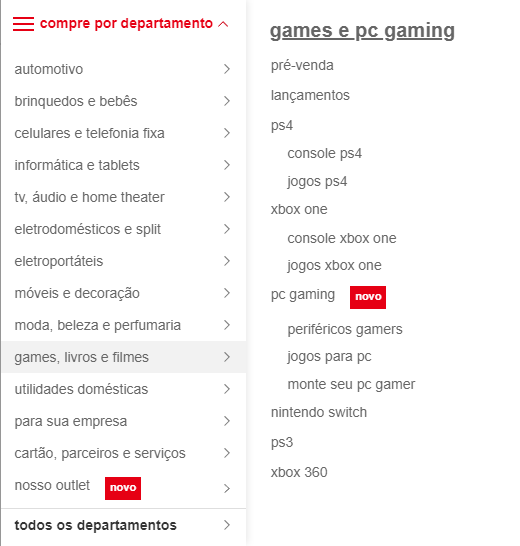 compre por departamento
automotivo
brinquedos e bebês
celulares e telefonia fixa
informática e tablets
tv, áudio e home theater
eletrodomésticos e split
eletroportáteis
móveis e decoração
moda, beleza e perfumaria
games, livros e filmes
utilidades domésticas
para sua empresa
cartão, parceiros e serviços
nosso outlet novo
todos os departamentos
games e pc gaming
pré-venda
lançamentos
ps4
console ps4
jogos ps4
xbox one
console xbox one
jogos xbox one
pc gaming novo
periféricos gamers
jogos para pc
monte seu pc gamer
nintendo switch
ps3
xbox 360